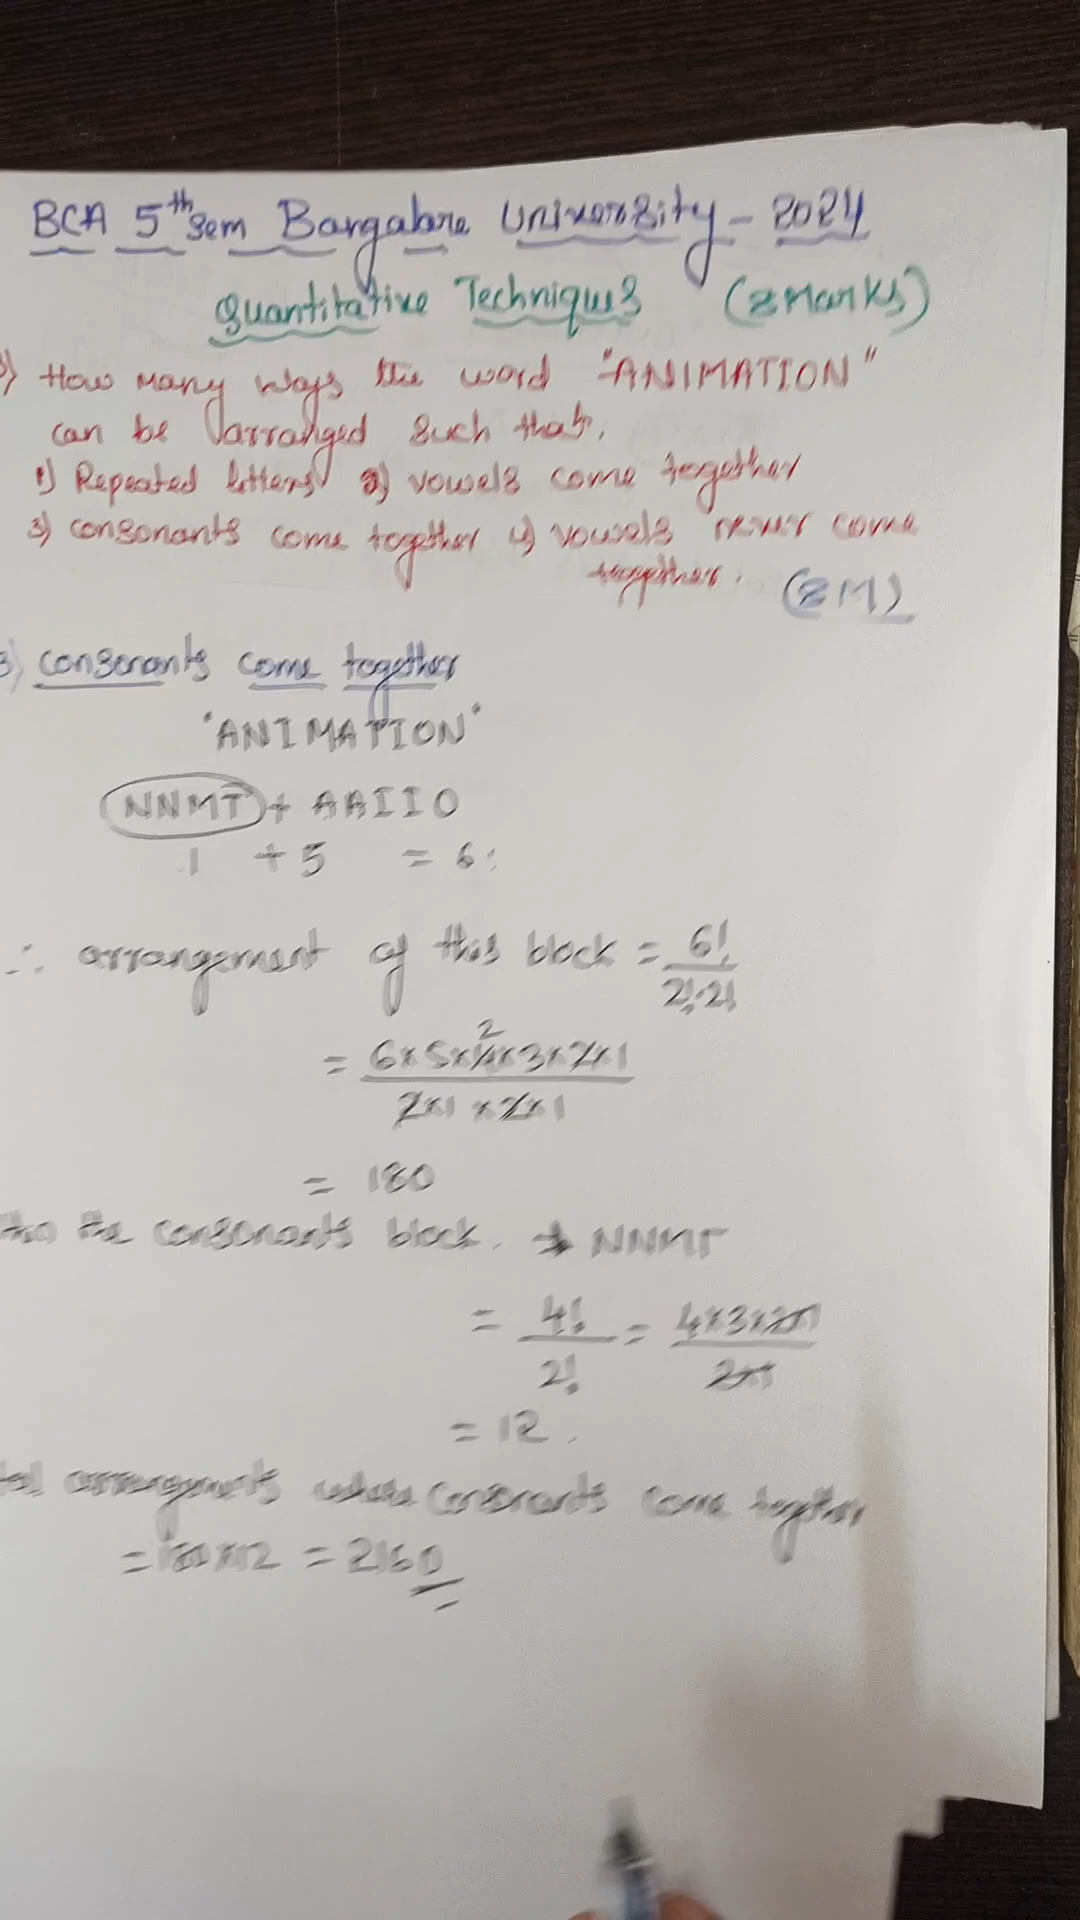 BCA 5th Sem Bangalore University - 2024
Quantitative Techniques (8 Marks)
) How many ways the word "ANIMATION"
can be arranged such that.
1) Repeated letters 2) vowels come together
3) consonants come together 4) vowels never come
together. (8M)
3) consonants come together
"ANIMATION"
NNMT + AAIIO
1 + 5 = 6.
∴ arrangement of this block = 6!/2!·2!
= 6×5×4×3×2×1/2×1×2×1 2
= 180
the consonants block. → NNMT
= 4!/2! = 4×3×2×1/2×1
= 12.
arrangements where consonants come together
= 180×12 = 2160